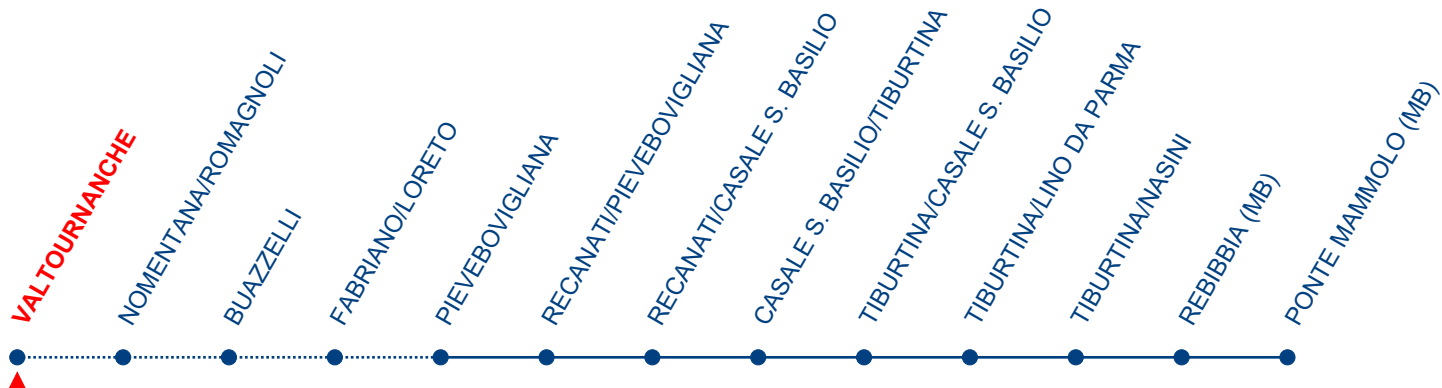 VALTOURNANCHE
NOMENTANA/ROMAGNOLI
BUAZZELLI
FABRIANO/LORETO
PIEVEBOVIGLIANA
RECANATI/PIEVEBOVIGLIANA
RECANATI/CASALE S. BASILIO
CASALE S. BASILIO/TIBURTINA
TIBURTINA/CASALE S. BASILIO
TIBURTINA/LINO DA PARMA
TIBURTINA/NASINI
REBIBBIA (MB)
PONTE MAMMOLO (MB)